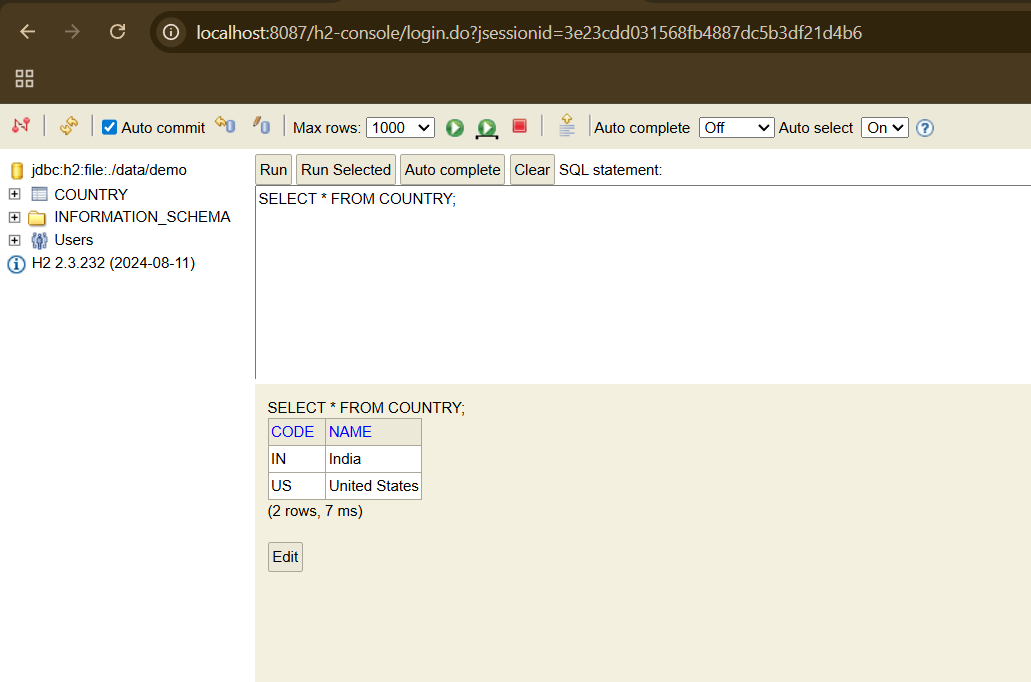 localhost:8087/h2-console/login.do?jsessionid=3e23cdd031568fb4887dc5b3df21d4b6
Auto commit Max rows: 1000 Auto complete Off Auto select On ?
jdbc:h2:file:./data/demo
COUNTRY
INFORMATION_SCHEMA
Users
H2 2.3.232 (2024-08-11)
Run Run Selected Auto complete Clear SQL statement:
SELECT * FROM COUNTRY;
SELECT * FROM COUNTRY;
CODE NAME
IN India
US United States
(2 rows, 7 ms)
Edit